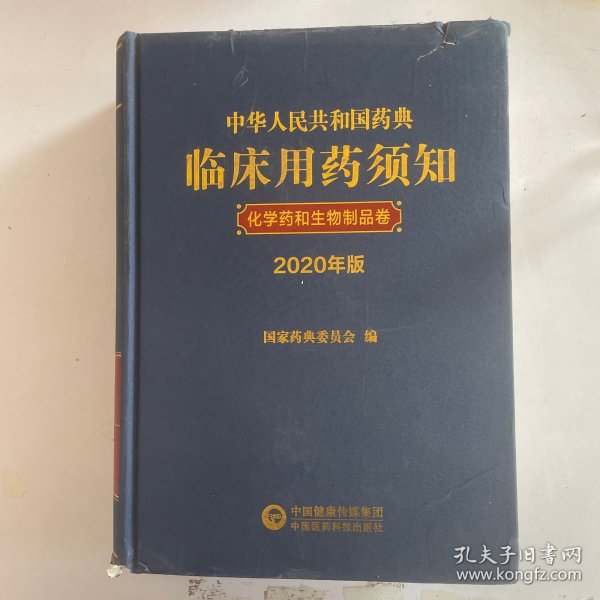 中华人民共和国药典
临床用药须知
化学药和生物制品卷
2020年版
国家药典委员会 编
中国健康传媒集团
中国医药科技出版社
孔夫子旧书网
www.kongfz.com